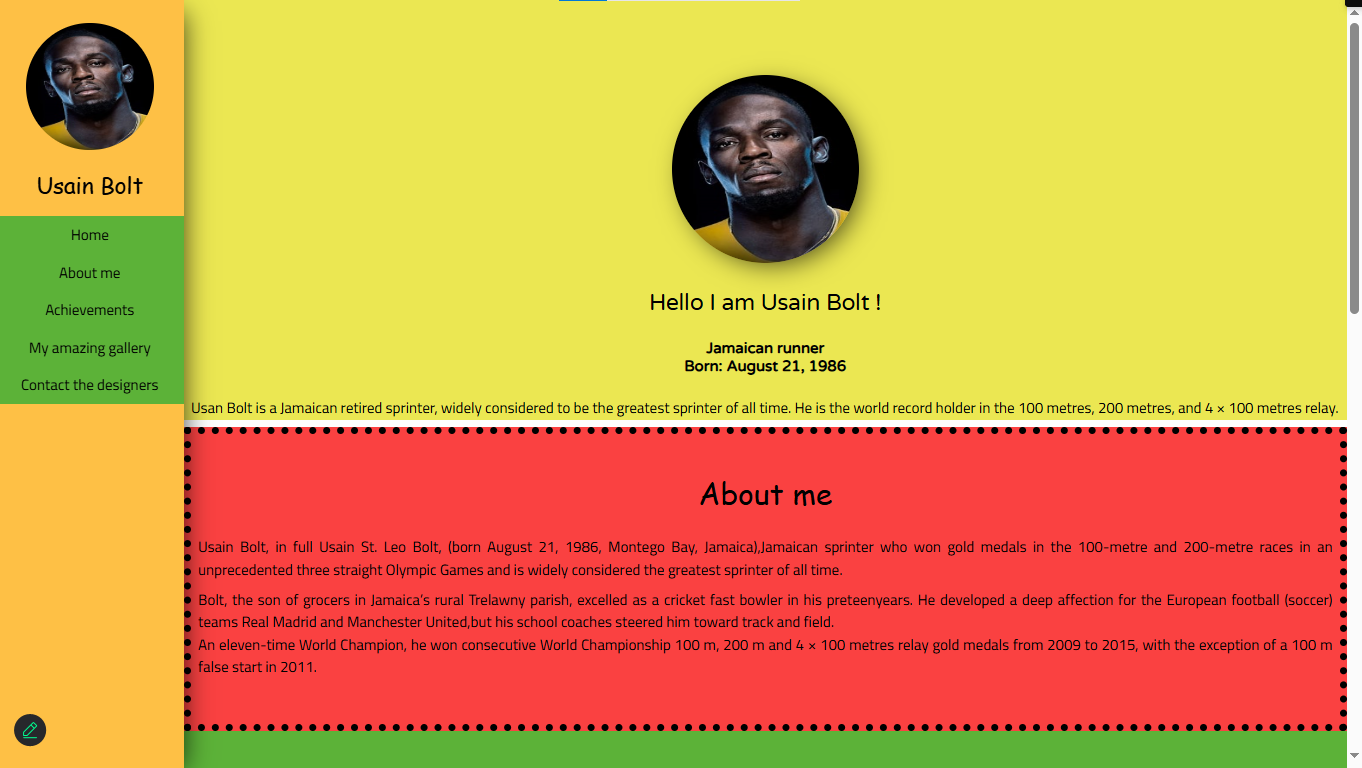 Usain Bolt
Home
About me
Achievements
My amazing gallery
Contact the designers
Hello I am Usain Bolt !
Jamaican runner
Born: August 21, 1986
Usan Bolt is a Jamaican retired sprinter, widely considered to be the greatest sprinter of all time. He is the world record holder in the 100 metres, 200 metres, and 4 × 100 metres relay.
About me
Usain Bolt, in full Usain St. Leo Bolt, (born August 21, 1986, Montego Bay, Jamaica),Jamaican sprinter who won gold medals in the 100-metre and 200-metre races in an
unprecedented three straight Olympic Games and is widely considered the greatest sprinter of all time.
Bolt, the son of grocers in Jamaica’s rural Trelawny parish, excelled as a cricket fast bowler in his preteenyears. He developed a deep affection for the European football (soccer)
teams Real Madrid and Manchester United,but his school coaches steered him toward track and field.
An eleven-time World Champion, he won consecutive World Championship 100 m, 200 m and 4 × 100 metres relay gold medals from 2009 to 2015, with the exception of a 100 m
false start in 2011.